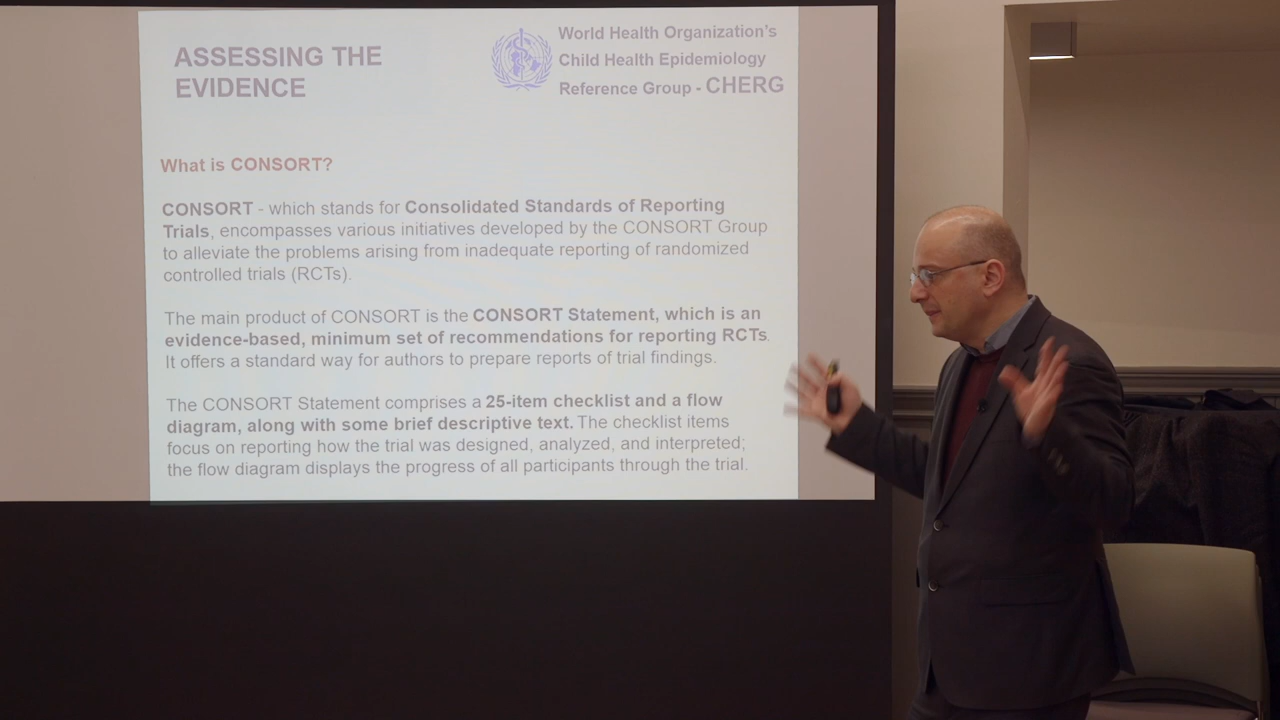 ASSESSING THE
EVIDENCE
World Health Organization's
Child Health Epidemiology
Reference Group - CHERG
What is CONSORT?
CONSORT - which stands for Consolidated Standards of Reporting
Trials, encompasses various initiatives developed by the CONSORT Group
to alleviate the problems arising from inadequate reporting of randomized
controlled trials (RCTs).
The main product of CONSORT is the CONSORT Statement, which is an
evidence-based, minimum set of recommendations for reporting RCTs.
It offers a standard way for authors to prepare reports of trial findings.
The CONSORT Statement comprises a 25-item checklist and a flow
diagram, along with some brief descriptive text. The checklist items
focus on reporting how the trial was designed, analyzed, and interpreted;
the flow diagram displays the progress of all participants through the trial.